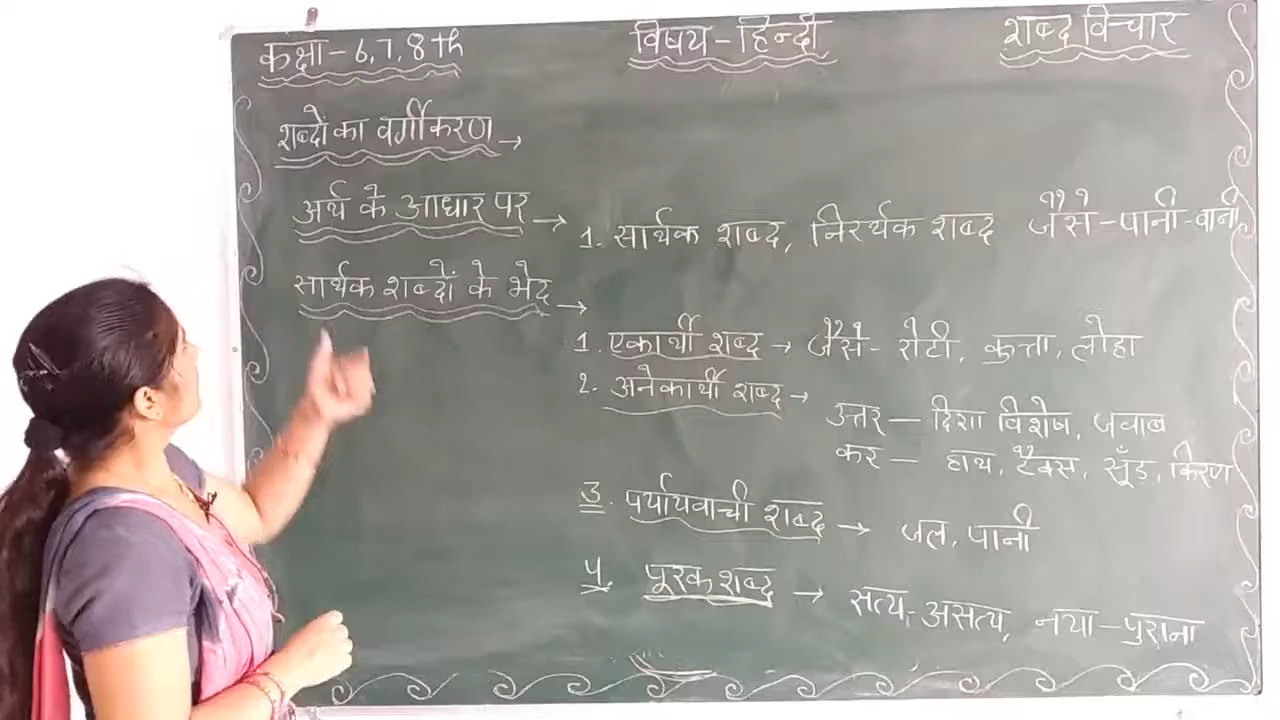 कक्षा - 6,7,8th
विषय - हिन्दी
शब्द विचार
शब्दों का वर्गीकरण →
अर्थ के आधार पर → 1. सार्थक शब्द, निरर्थक शब्द जैसे - पानी - वानी
सार्थक शब्दों के भेद →
1. एकार्थी शब्द → जैसे - रोटी, कुत्ता, लोहा
2. अनेकार्थी शब्द →
उत्तर — दिशा विशेष, जवाब
कर — हाथ, टैक्स, सूँड़, किरण
3. पर्यायवाची शब्द → जल, पानी
4. पूरक शब्द → सत्य - असत्य, नया - पुराना